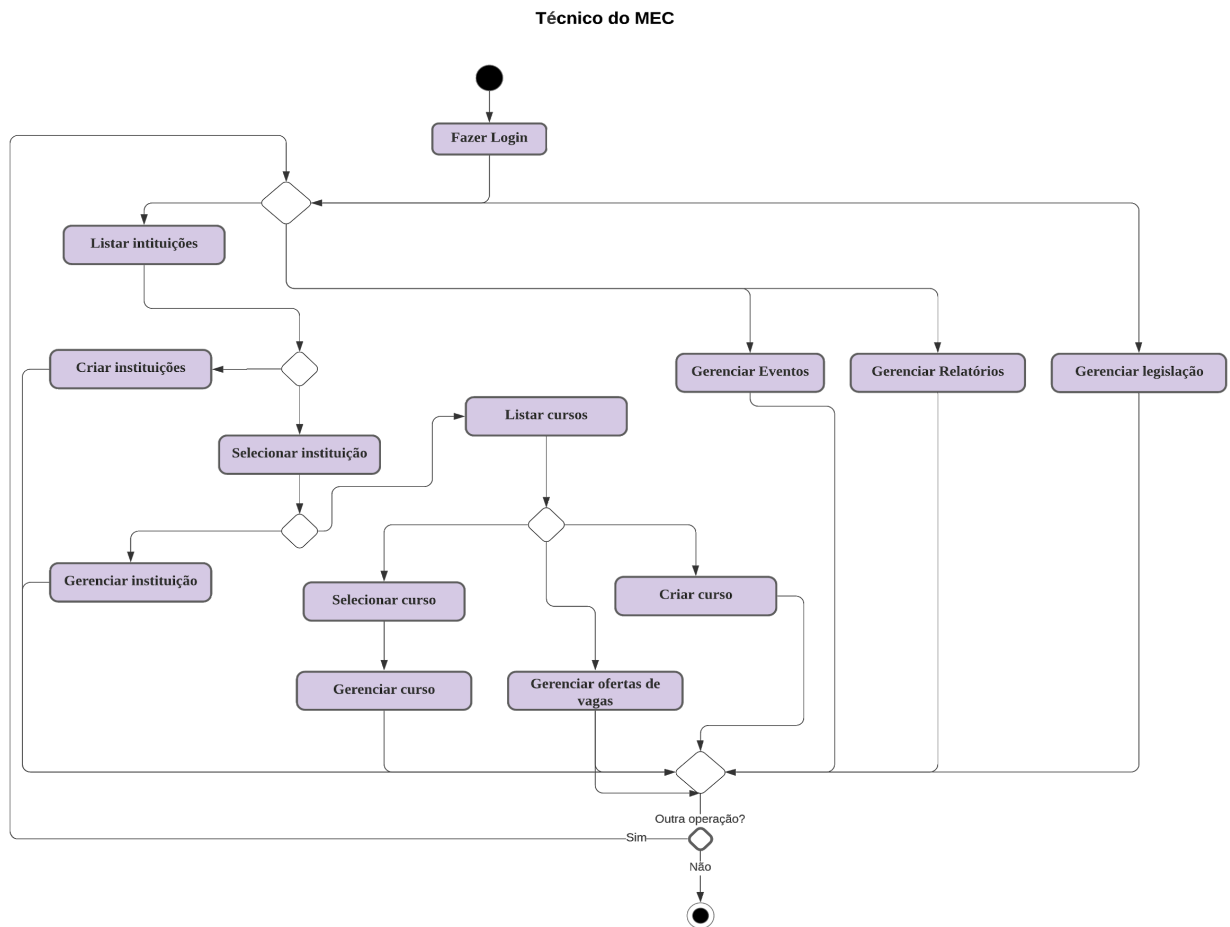 Técnico do MEC
Fazer Login
Listar intituições
Criar instituições
Gerenciar Eventos
Gerenciar Relatórios
Gerenciar legislação
Listar cursos
Selecionar instituição
Gerenciar instituição
Selecionar curso
Criar curso
Gerenciar curso
Gerenciar ofertas de
vagas
Outra operação?
Sim
Não